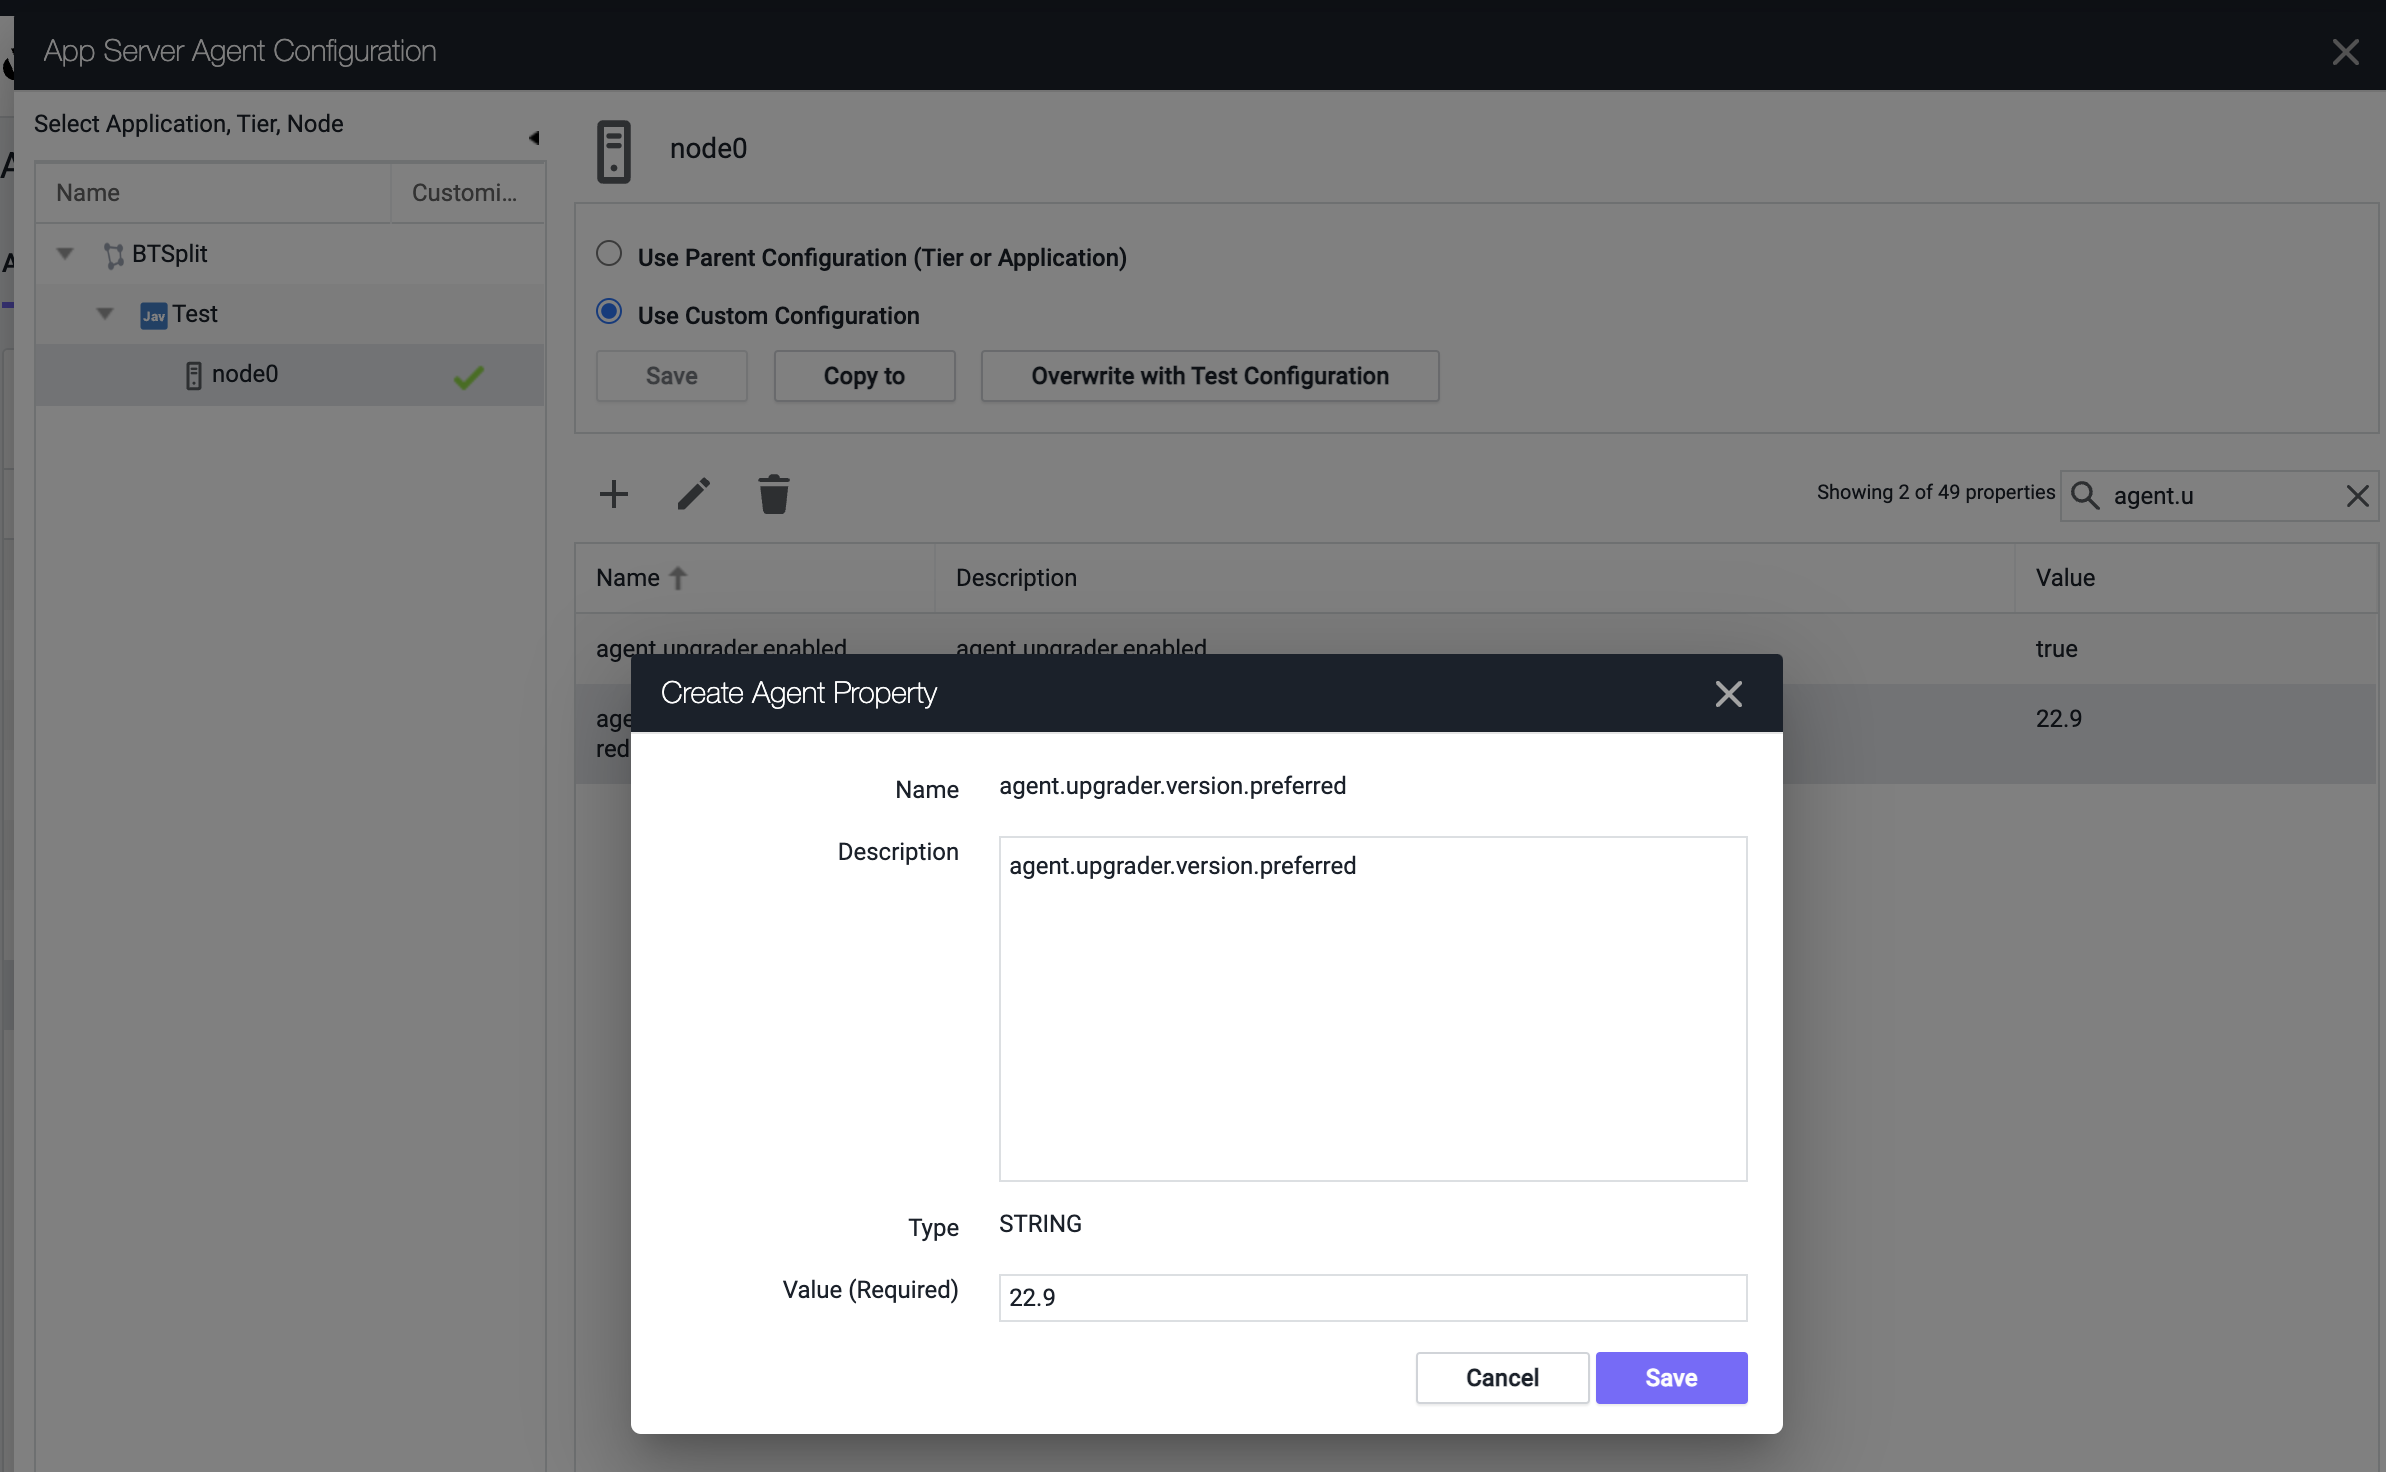 App Server Agent Configuration
Select Application, Tier, Node
Name Customi...
BTSplit
Jav Test
node0
node0
Use Parent Configuration (Tier or Application)
Use Custom Configuration
Save Copy to Overwrite with Test Configuration
Showing 2 of 49 properties agent.u
Name Description Value
agent.upgrader.enabled agent.upgrader.enabled true
22.9
Create Agent Property
Name agent.upgrader.version.preferred
Description agent.upgrader.version.preferred
Type STRING
Value (Required) 22.9
Cancel Save